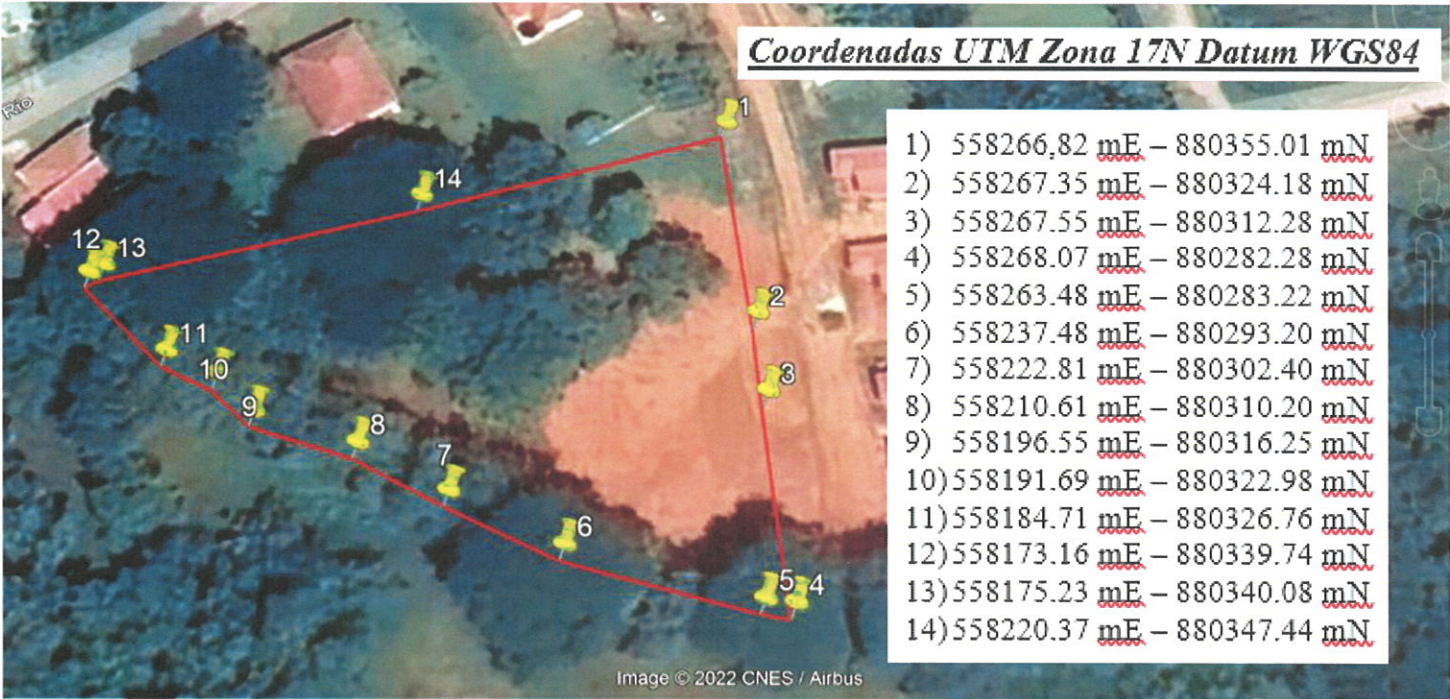 Coordenadas UTM Zona 17N Datum WGS84
Rio
1
14
12 13
2
11
10
3
9
8
7
6
5
4
1) 558266.82 mE – 880355.01 mN
2) 558267.35 mE – 880324.18 mN
3) 558267.55 mE – 880312.28 mN
4) 558268.07 mE – 880282.28 mN
5) 558263.48 mE – 880283.22 mN
6) 558237.48 mE – 880293.20 mN
7) 558222.81 mE – 880302.40 mN
8) 558210.61 mE – 880310.20 mN
9) 558196.55 mE – 880316.25 mN
10) 558191.69 mE – 880322.98 mN
11) 558184.71 mE – 880326.76 mN
12) 558173.16 mE – 880339.74 mN
13) 558175.23 mE – 880340.08 mN
14) 558220.37 mE – 880347.44 mN
Image © 2022 CNES / Airbus